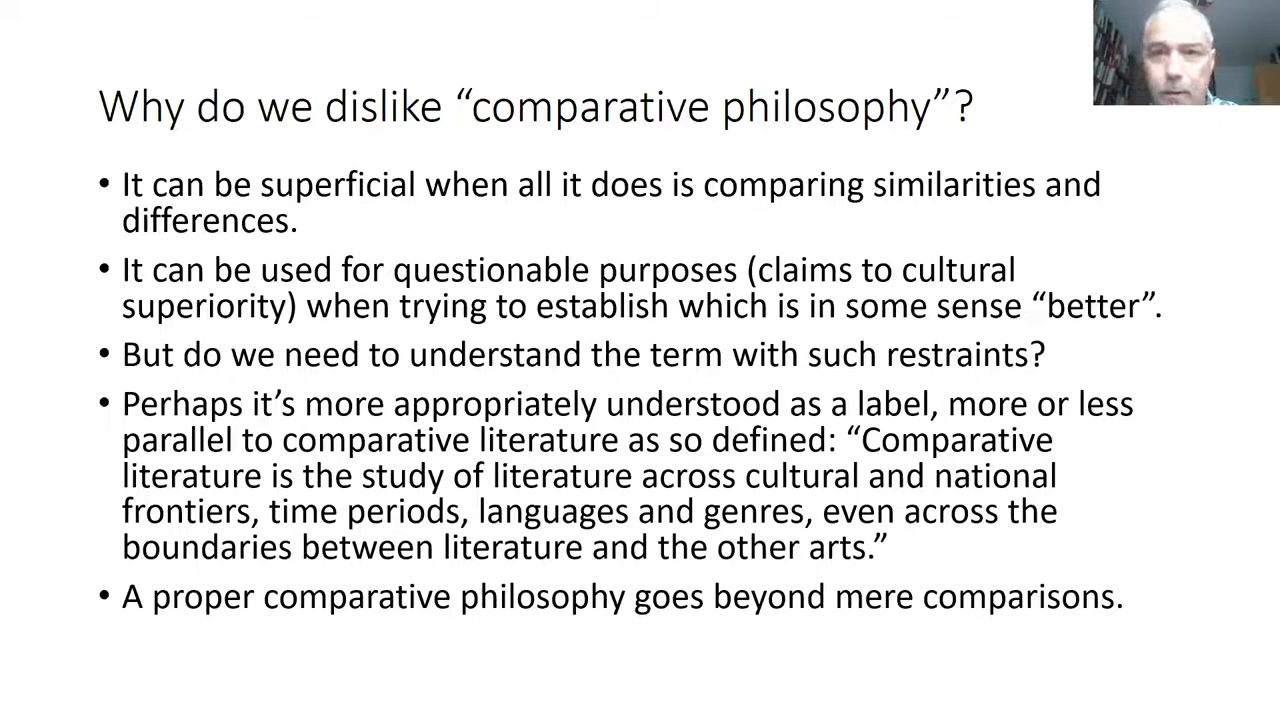 Why do we dislike “comparative philosophy”?
• It can be superficial when all it does is comparing similarities and
differences.
• It can be used for questionable purposes (claims to cultural
superiority) when trying to establish which is in some sense “better”.
• But do we need to understand the term with such restraints?
• Perhaps it’s more appropriately understood as a label, more or less
parallel to comparative literature as so defined: “Comparative
literature is the study of literature across cultural and national
frontiers, time periods, languages and genres, even across the
boundaries between literature and the other arts.”
• A proper comparative philosophy goes beyond mere comparisons.